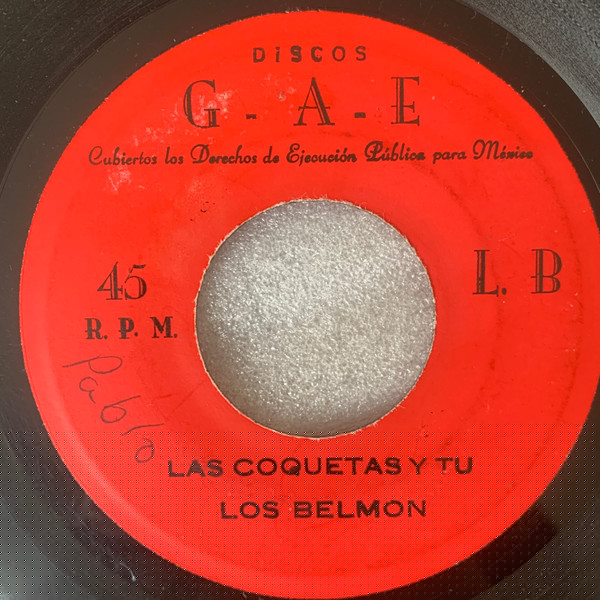 DiSCOS
G - A - E
Cubiertos los Derechos de Ejecución Pública para México
45
R. P. M.
L. B
Pablo
LAS COQUETAS Y TU
LOS BELMON